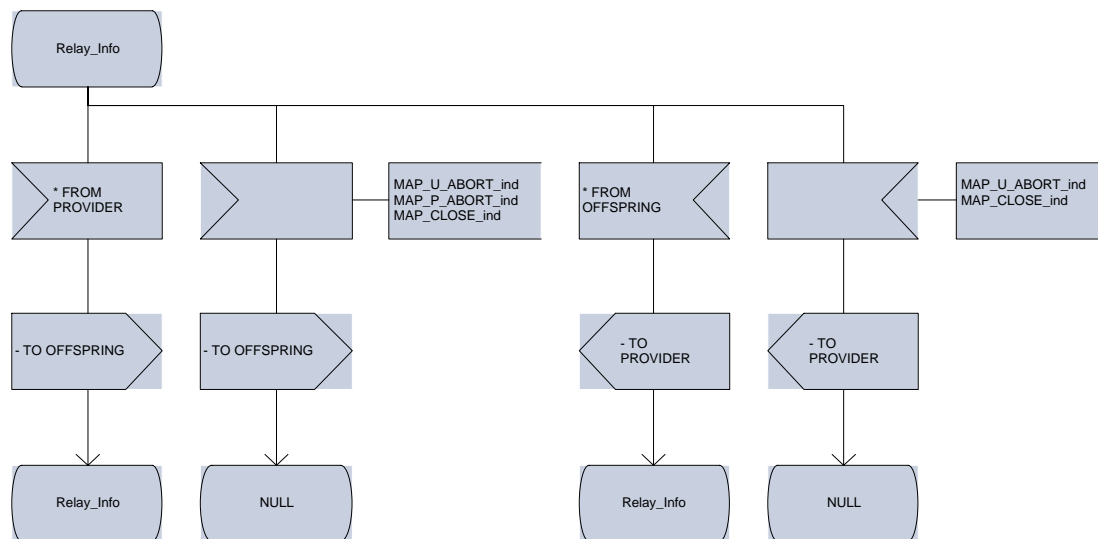 Relay_Info
* FROM
PROVIDER
MAP_U_ABORT_ind
MAP_P_ABORT_ind
MAP_CLOSE_ind
* FROM
OFFSPRING
MAP_U_ABORT_ind
MAP_CLOSE_ind
- TO OFFSPRING
- TO OFFSPRING
- TO
PROVIDER
- TO
PROVIDER
Relay_Info
NULL
Relay_Info
NULL